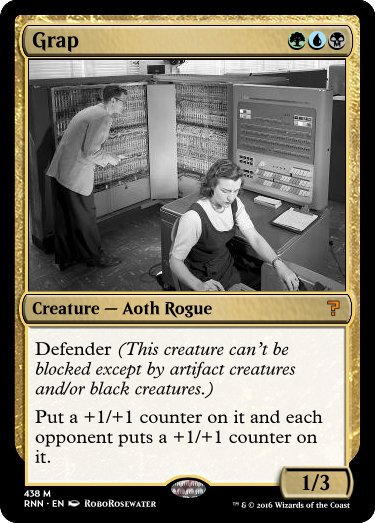 Grap
Creature — Aoth Rogue
Defender (This creature can't be
blocked except by artifact creatures
and/or black creatures.)
Put a +1/+1 counter on it and each
opponent puts a +1/+1 counter on
it.
1/3
438 M
RNN • EN RoboRosewater
™ & © 2016 Wizards of the Coast